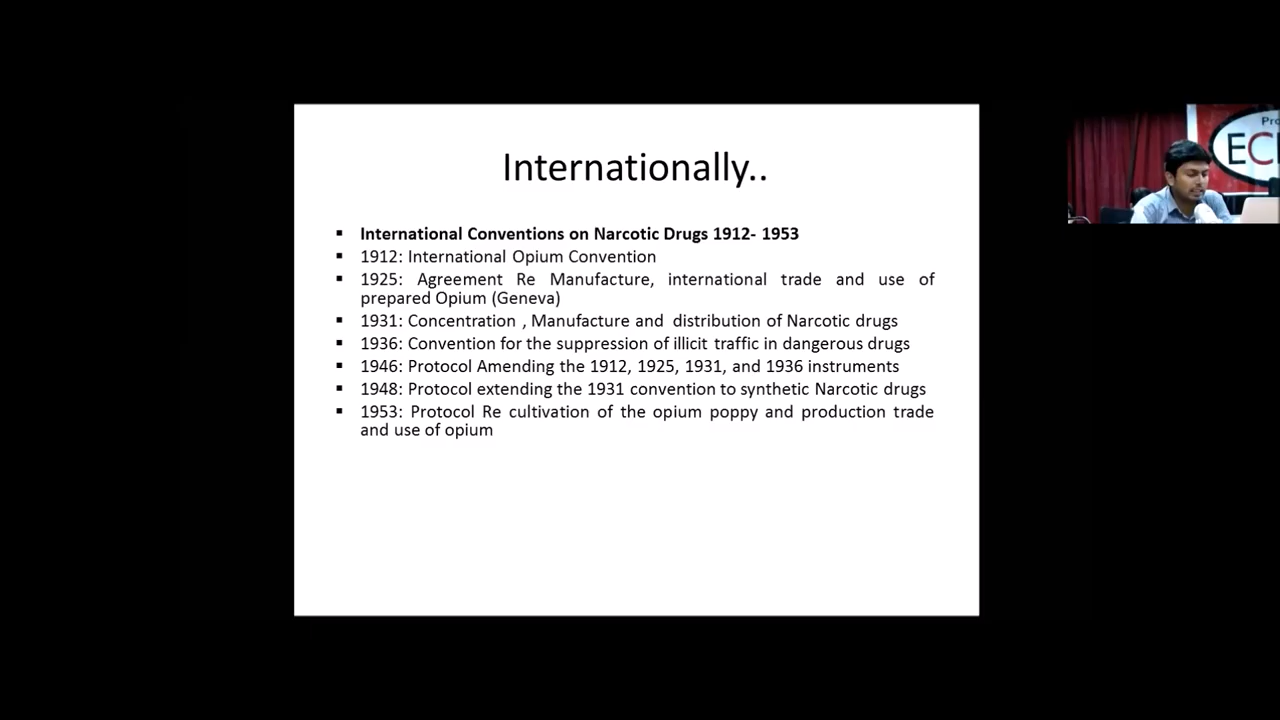 Internationally..
▪ International Conventions on Narcotic Drugs 1912- 1953
▪ 1912: International Opium Convention
▪ 1925: Agreement Re Manufacture, international trade and use of
prepared Opium (Geneva)
▪ 1931: Concentration , Manufacture and distribution of Narcotic drugs
▪ 1936: Convention for the suppression of illicit traffic in dangerous drugs
▪ 1946: Protocol Amending the 1912, 1925, 1931, and 1936 instruments
▪ 1948: Protocol extending the 1931 convention to synthetic Narcotic drugs
▪ 1953: Protocol Re cultivation of the opium poppy and production trade
and use of opium